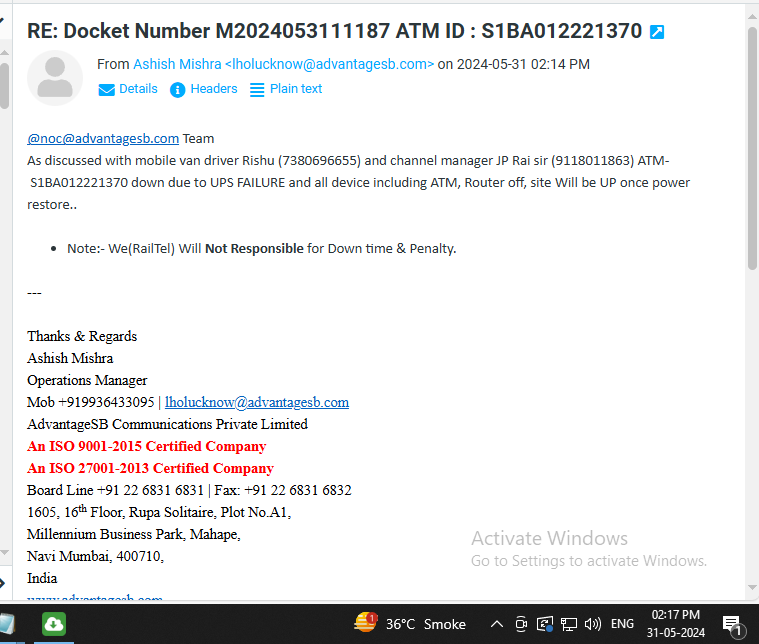 RE: Docket Number M2024053111187 ATM ID : S1BA012221370
From Ashish Mishra <lholucknow@advantagesb.com> on 2024-05-31 02:14 PM
Details Headers Plain text
@noc@advantagesb.com Team
As discussed with mobile van driver Rishu (7380696655) and channel manager JP Rai sir (9118011863) ATM-
S1BA012221370 down due to UPS FAILURE and all device including ATM, Router off, site Will be UP once power
restore..
• Note:- We(RailTel) Will Not Responsible for Down time & Penalty.
---
Thanks & Regards
Ashish Mishra
Operations Manager
Mob +919936433095 | lholucknow@advantagesb.com
AdvantageSB Communications Private Limited
An ISO 9001-2015 Certified Company
An ISO 27001-2013 Certified Company
Board Line +91 22 6831 6831 | Fax: +91 22 6831 6832
1605, 16th Floor, Rupa Solitaire, Plot No.A1,
Millennium Business Park, Mahape,
Navi Mumbai, 400710,
India
www.advantagesb.com
Activate Windows
Go to Settings to activate Windows.
1 36°C Smoke ENG 02:17 PM
31-05-2024 1